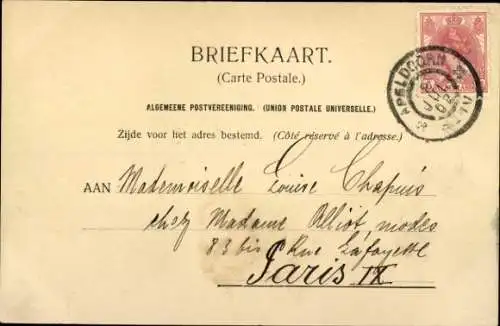 BRIEFKAART.
(Carte Postale.)
ALGEMEENE POSTVEREENIGING. (UNION POSTALE UNIVERSELLE.)
Zijde voor het adres bestemd. (Côté réservé à l'adresse.)
APELDOORN
AAN Mademoiselle Louise Chapuis
chez Madame Alliot, modes
83 bis Rue Lafayette
Paris IX